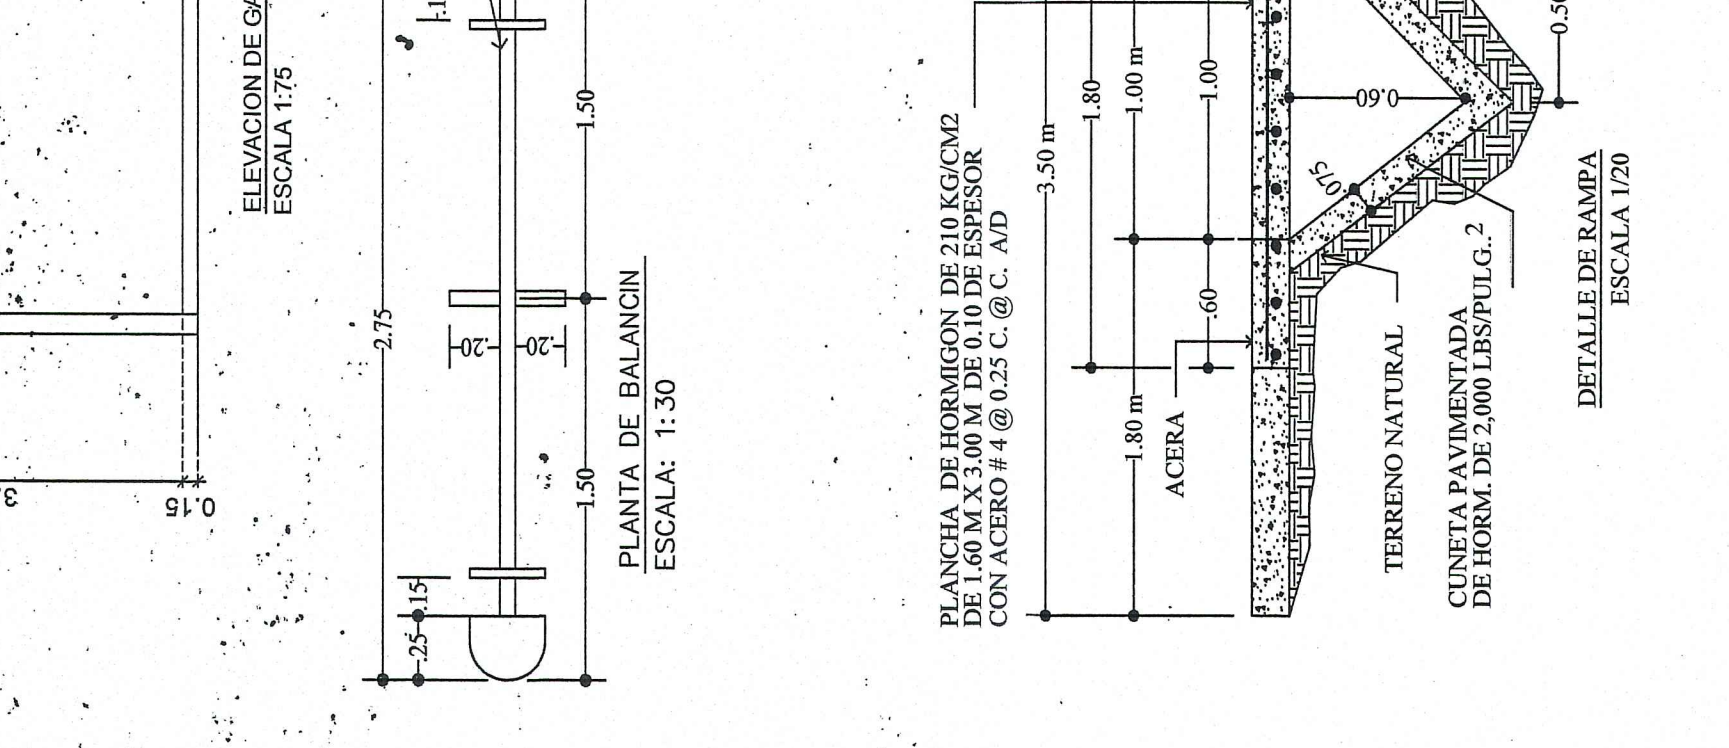 ELEVACION DE GA
ESCALA 1:75
3.
0.15
2.75
.1
.15
.25
1.50
1.50
.20
.20
PLANTA DE BALANCIN
ESCALA: 1:30
PLANCHA DE HORMIGON DE 210 KG/CM2
DE 1.60 M X 3.00 M DE 0.10 DE ESPESOR
CON ACERO # 4 @ 0.25 C. @ C. A/D
3.50 m
1.80
1.80 m
1.00 m
.60
1.00
ACERA
0.60
.075
0.50
TERRENO NATURAL
CUNETA PAVIMENTADA
DE HORM. DE 2,000 LBS/PULG. 2
DETALLE DE RAMPA
ESCALA 1/20